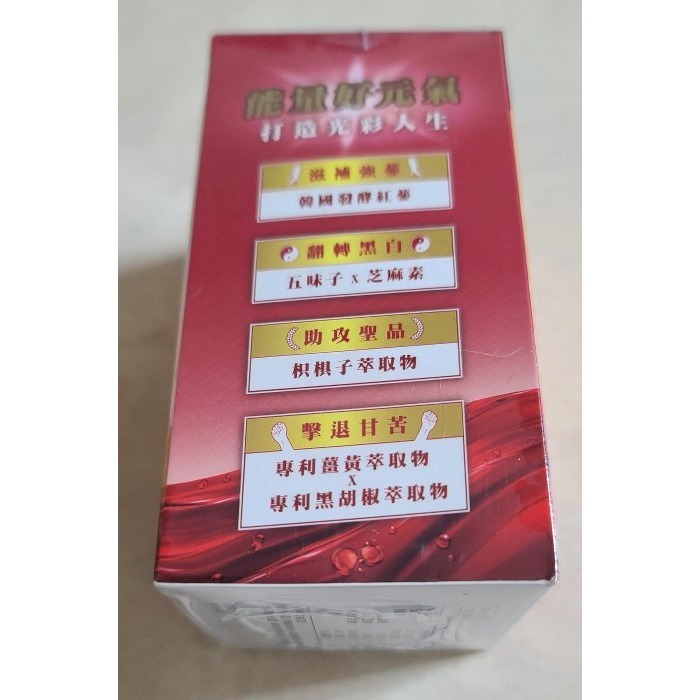 能量好元氣
打造光彩人生
滋補強蔘
韓國發酵紅蔘
翻轉黑白
五味子 x 芝麻素
助攻聖品
枳椇子萃取物
擊退甘苦
專利薑黃萃取物
x
專利黑胡椒萃取物